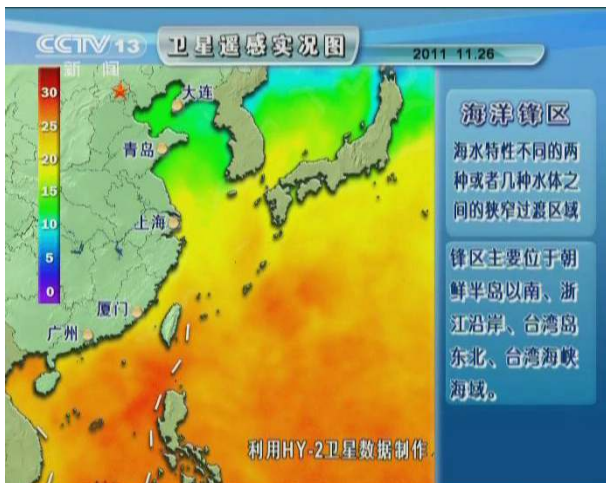 CCTV 13
新闻
卫星遥感实况图
2011 11.26
30
25
20
15
10
5
0
大连
青岛
上海
厦门
广州
海洋锋区
海水特性不同的两
种或者几种水体之
间的狭窄过渡区域
锋区主要位于朝
鲜半岛以南、浙
江沿岸、台湾岛
东北、台湾海峡
海域。
利用HY-2卫星数据制作